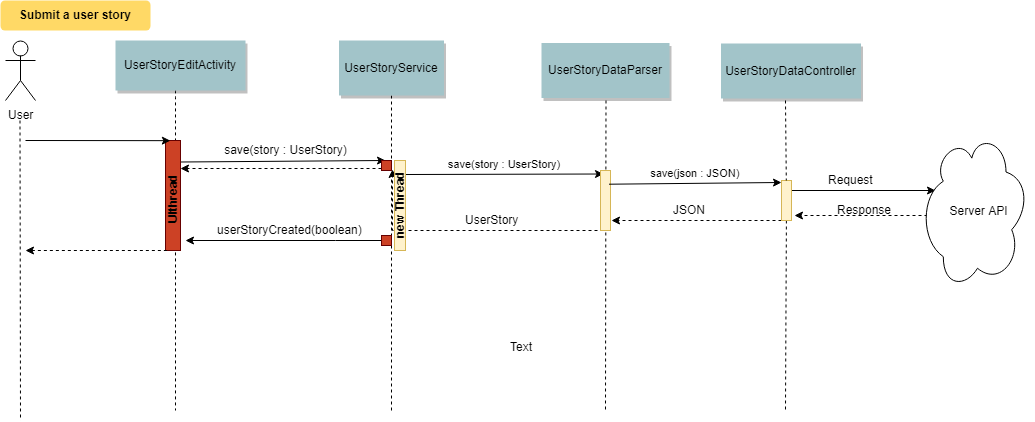 Submit a user story
UserStoryEditActivity
UserStoryService
UserStoryDataParser
UserStoryDataController
User
save(story : UserStory)
save(story : UserStory)
save(json : JSON)
Request
UIthread
new Thread
Server API
JSON
Response
UserStory
userStoryCreated(boolean)
Text